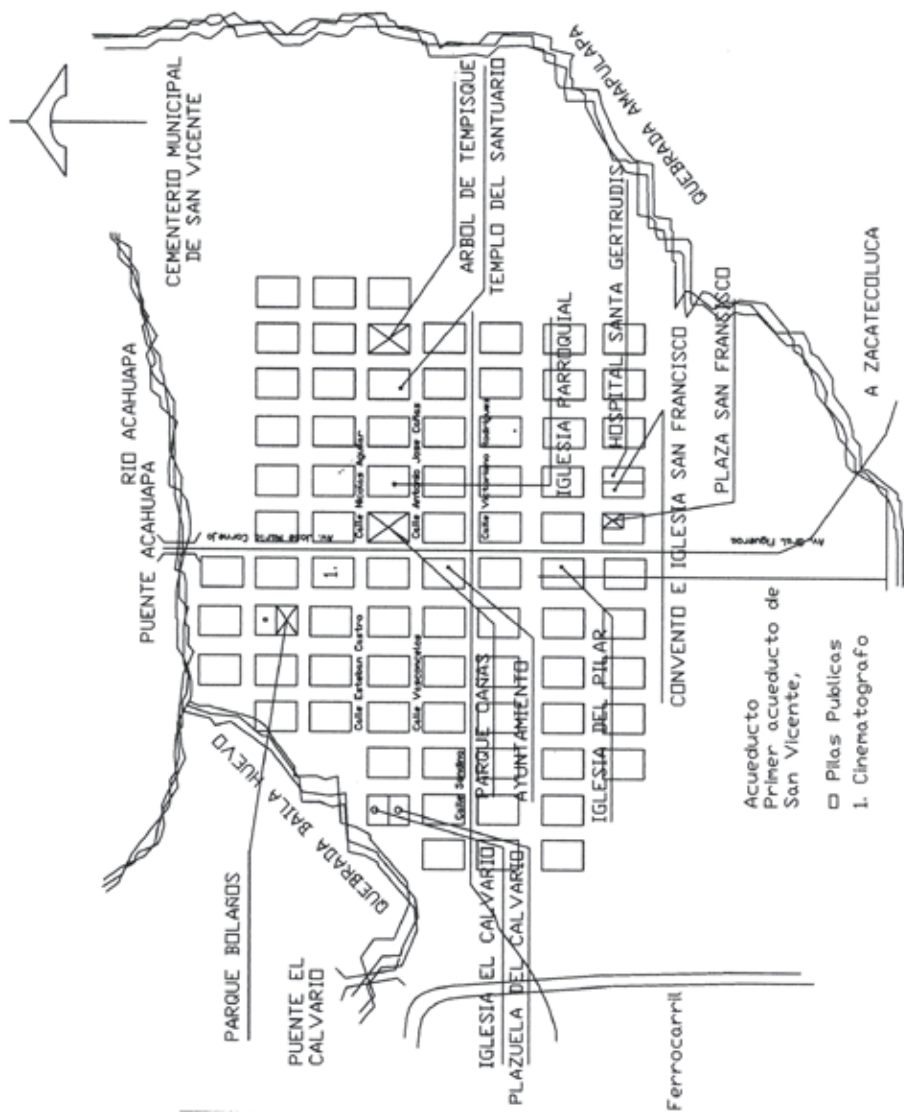 CEMENTERIO MUNICIPAL
DE SAN VICENTE
RIO ACAHUAPA
PUENTE ACAHUAPA
QUEBRADA AMAPULAPA
ARBOL DE TEMPISQUE
TEMPLO DEL SANTUARIO
IGLESIA PARROQUIAL
HOSPITAL SANTA GERTRUDIS
CONVENTO E IGLESIA SAN FRANCISCO
PLAZA SAN FRANSISCO
A ZACATECOLUCA
Calle Nicolas Aguilar
Calle Antonio Jose Cañas
Calle Victoriano Rodriguez
Av. José María Cornejo
Av. Gral. Figueroa
1.
Calle Esteban Castro
Calle Vasconcelos
Calle Sandino
QUEBRADA BAILA HUEVO
PARQUE BOLAÑOS
PUENTE EL
CALVARIO
PARQUE CAÑAS
AYUNTAMIENTO
IGLESIA DEL PILAR
IGLESIA EL CALVARIO
PLAZUELA DEL CALVARIO
Ferrocarril
Acueducto
Primer acueducto de
San Vicente,
Pilas Publicas
1. Cinematografo